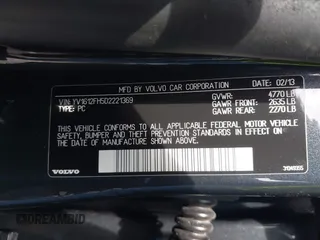 MFD. BY VOLVO CAR CORPORATION DATE: 02/13
VIN: YV1612FH5D2221369 GVWR: 4770 LB
TYPE: PC GAWR FRONT: 2635 LB
GAWR REAR: 2270 LB
THIS VEHICLE CONFORMS TO ALL APPLICABLE FEDERAL MOTOR VEHICLE
SAFETY, BUMPER AND THEFT PREVENTION STANDARDS IN EFFECT ON
THE DATE OF MANUFACTURE SHOWN ABOVE.
VOLVO
DREAMBID